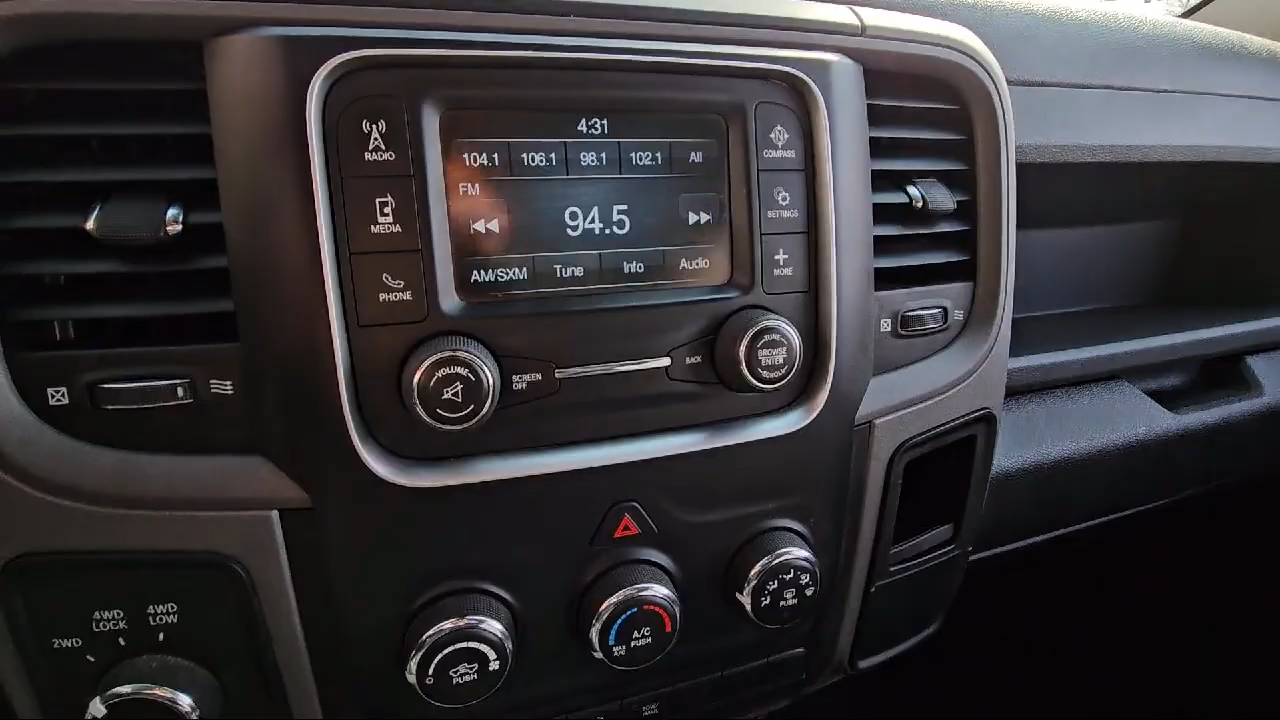 4:31
104.1 106.1 98.1 102.1 All
FM
94.5
AM/SXM Tune Info Audio
RADIO
MEDIA
PHONE
N
COMPASS
SETTINGS
MORE
VOLUME
SCREEN
OFF
BACK
TUNE
BROWSE
ENTER
SCROLL
2WD
4WD
LOCK
4WD
LOW
PUSH
A/C
PUSH
MAX
A/C
PUSH